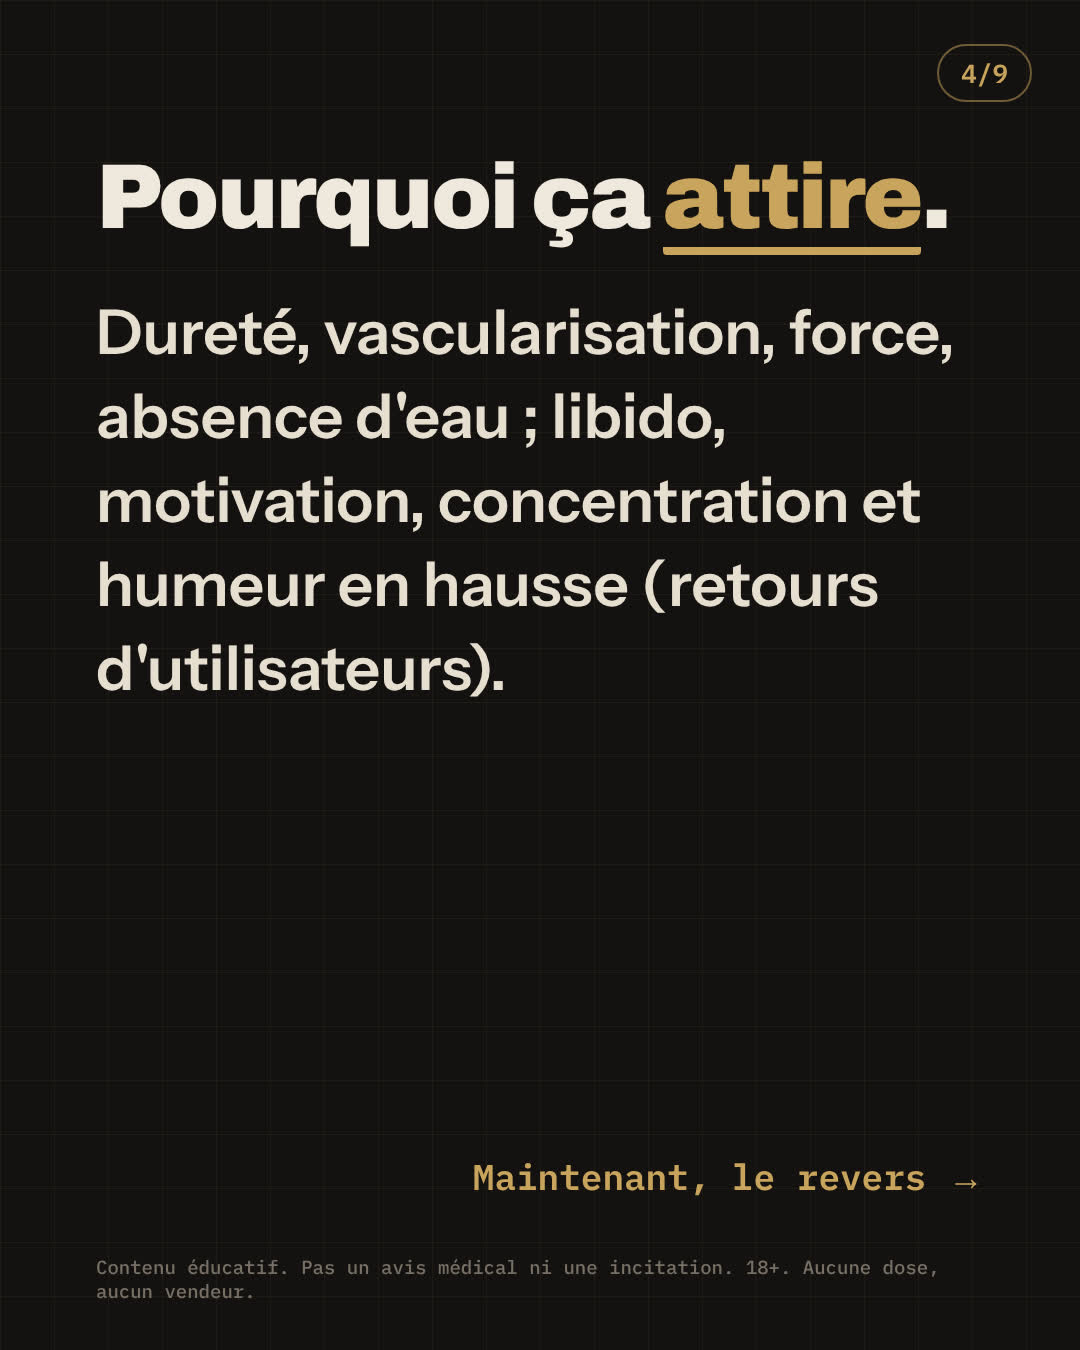 4/9
Pourquoi ça attire.
Dureté, vascularisation, force,
absence d'eau ; libido,
motivation, concentration et
humeur en hausse (retours
d'utilisateurs).
Maintenant, le revers →
Contenu éducatif. Pas un avis médical ni une incitation. 18+. Aucune dose,
aucun vendeur.